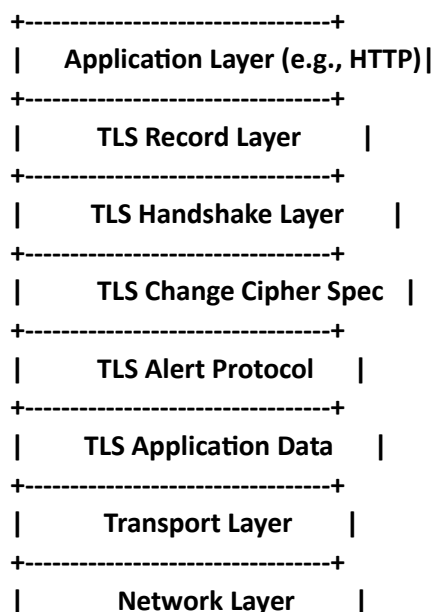 +----------------------------------+
| Application Layer (e.g., HTTP)|
+----------------------------------+
| TLS Record Layer |
+----------------------------------+
| TLS Handshake Layer |
+----------------------------------+
| TLS Change Cipher Spec |
+----------------------------------+
| TLS Alert Protocol |
+----------------------------------+
| TLS Application Data |
+----------------------------------+
| Transport Layer |
+----------------------------------+
| Network Layer |